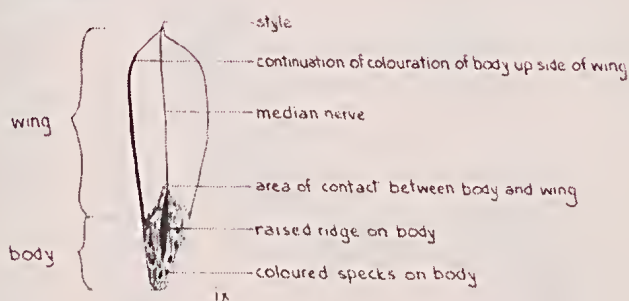 style
continuation of colouration of body up side of wing
median nerve
wing
area of contact between body and wing
raised ridge on body
body
coloured specks on body